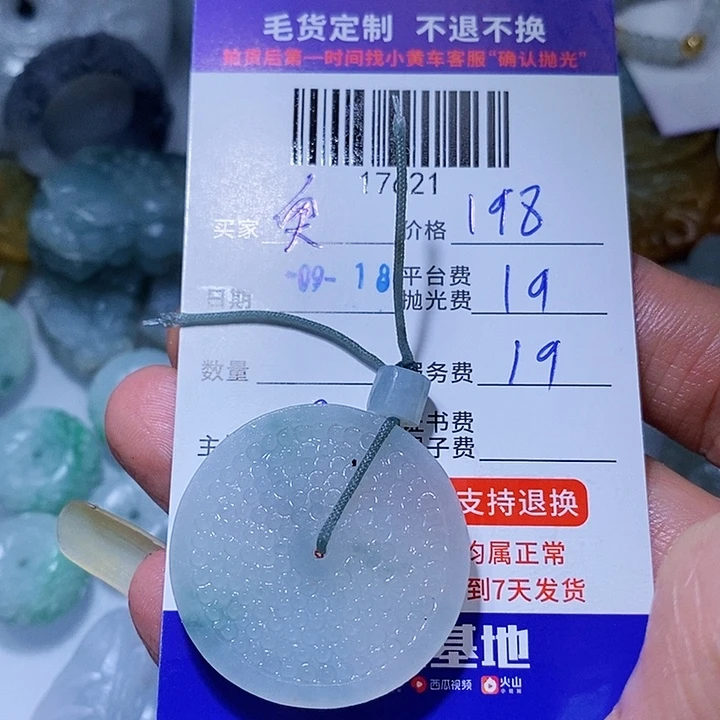 毛货定制 不退不换
拍货后第一时间找小黄车客服“确认抛光”
17621
买家 价格 198
日期 -09-18 平台费
抛光费 19
数量 务费 19
书费
子费
支持退换
均属正常
到7天发货
基地
西瓜视频 火山